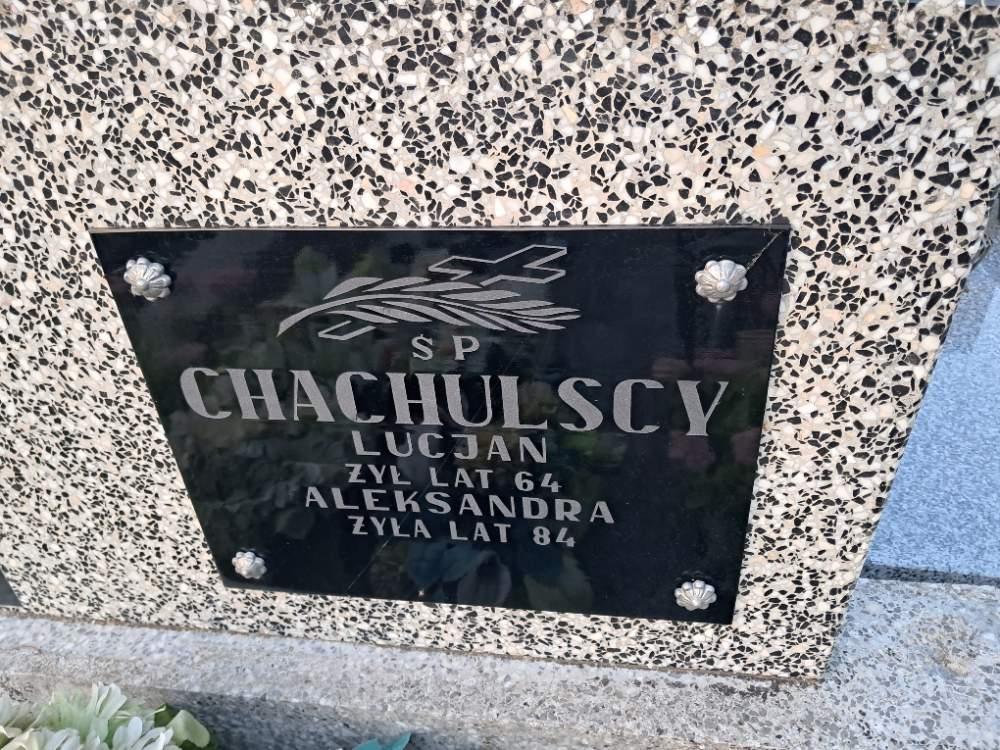 ŚP
CHACHULSCY
LUCJAN
ŻYŁ LAT 64
ALEKSANDRA
ŻYŁA LAT 84